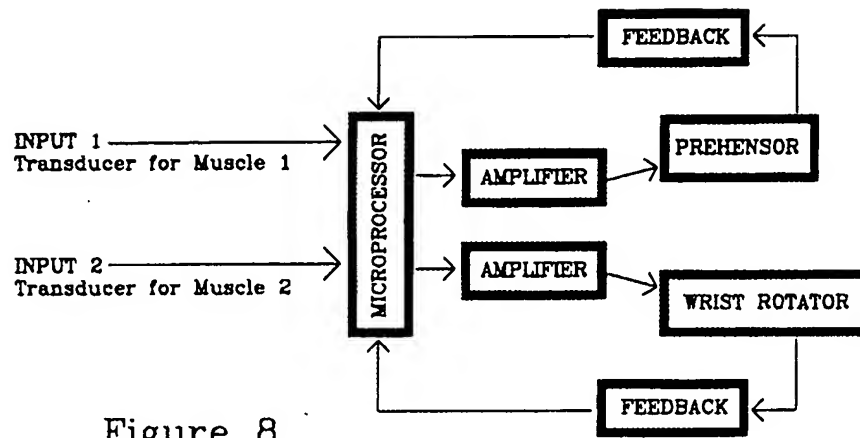 FEEDBACK
INPUT 1
Transducer for Muscle 1
MICROPROCESSOR
AMPLIFIER
PREHENSOR
INPUT 2
Transducer for Muscle 2
AMPLIFIER
WRIST ROTATOR
FEEDBACK
Figure 8